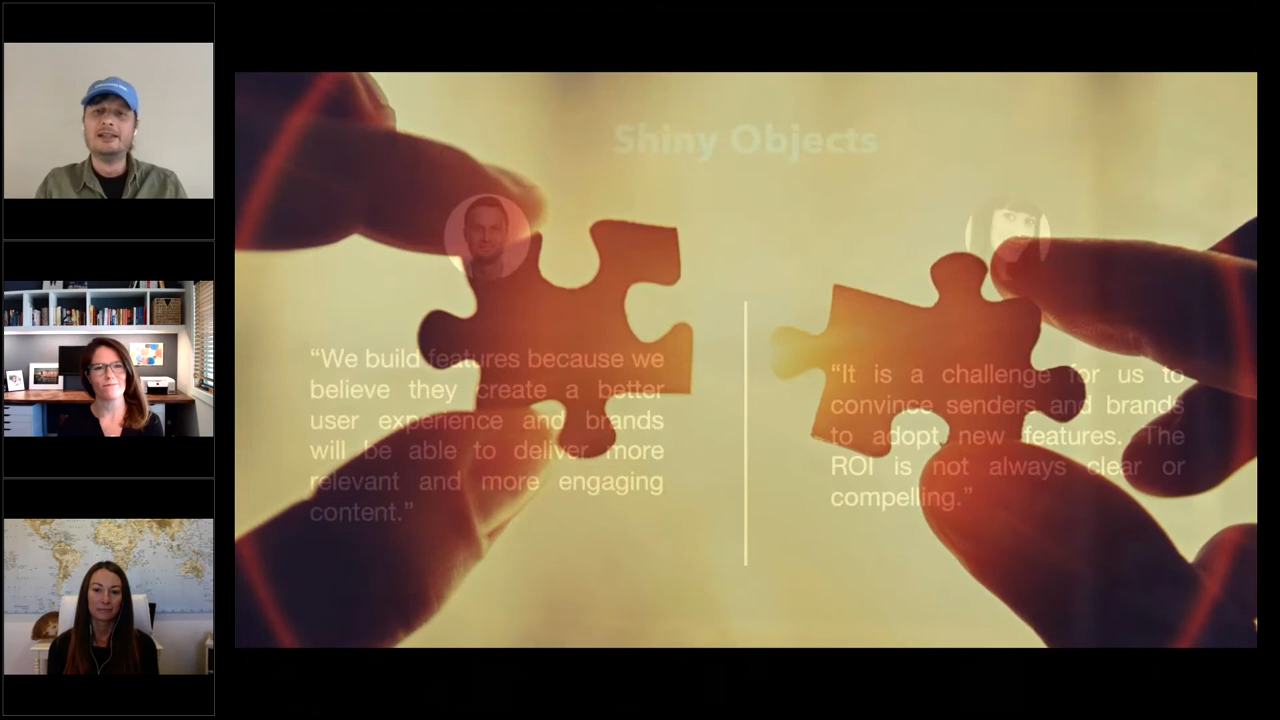 Shiny Objects
“We build features because we
believe they create a better
user experience and brands
will be able to deliver more
relevant and more engaging
content.”
“It is a challenge for us to
convince senders and brands
to adopt new features. The
ROI is not always clear or
compelling.”